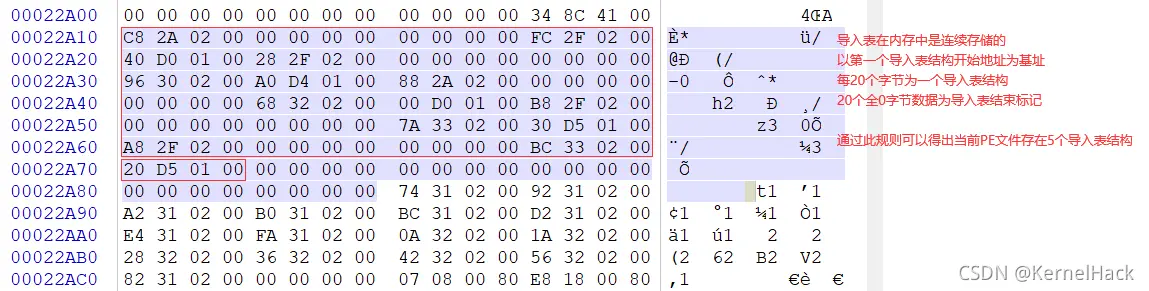 00022A00 00 00 00 00 00 00 00 00 00 00 00 00 34 8C 41 00 4ŒA
00022A10 C8 2A 02 00 00 00 00 00 00 00 00 00 FC 2F 02 00 È* ü/ 导入表在内存中是连续存储的
00022A20 40 D0 01 00 28 2F 02 00 00 00 00 00 00 00 00 00 @Ð (/ 以第一个导入表结构开始地址为基址
00022A30 96 30 02 00 A0 D4 01 00 88 2A 02 00 00 00 00 00 –0 Ô ˆ* 每20个字节为一个导入表结构
00022A40 00 00 00 00 68 32 02 00 00 D0 01 00 B8 2F 02 00 h2 Ð ¸/ 20个全0字节数据为导入表结束标记
00022A50 00 00 00 00 00 00 00 00 7A 33 02 00 30 D5 01 00 z3 0Õ
00022A60 A8 2F 02 00 00 00 00 00 00 00 00 00 BC 33 02 00 ¨/ ¼3 通过此规则可以得出当前PE文件存在5个导入表结构
00022A70 20 D5 01 00 00 00 00 00 00 00 00 00 00 00 00 00 Õ
00022A80 00 00 00 00 00 00 00 00 74 31 02 00 92 31 02 00 t1 ’1
00022A90 A2 31 02 00 B0 31 02 00 BC 31 02 00 D2 31 02 00 ¢1 °1 ¼1 Ò1
00022AA0 E4 31 02 00 FA 31 02 00 0A 32 02 00 1A 32 02 00 ä1 ú1 2 2
00022AB0 28 32 02 00 36 32 02 00 42 32 02 00 56 32 02 00 (2 62 B2 V2
00022AC0 82 31 02 00 00 00 00 00 07 08 00 80 E8 18 00 80 ‚1 €è €
CSDN @KernelHack